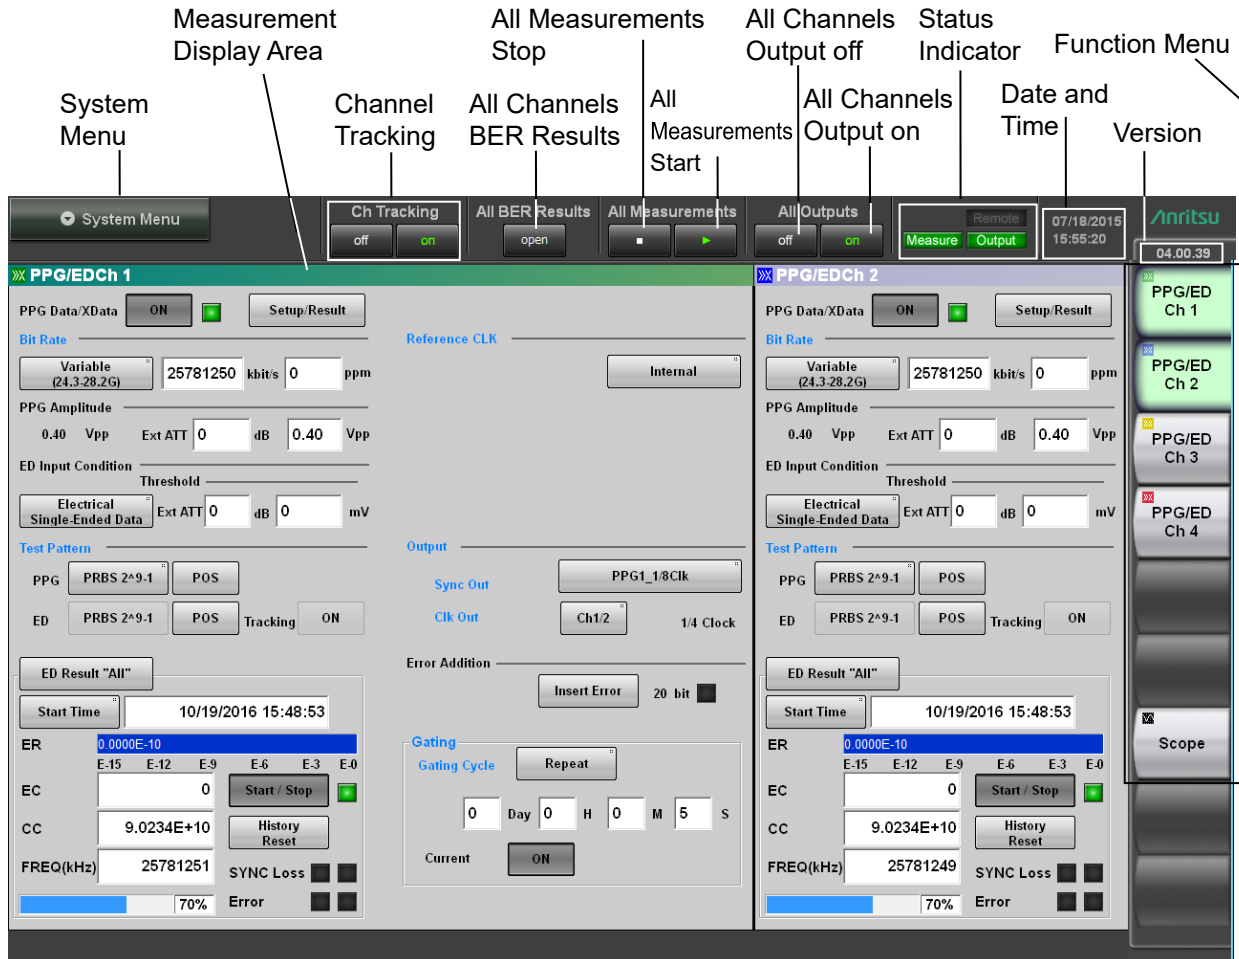 Measurement
Display Area
All Measurements
Stop
All Channels
Output off
Status
Indicator
Function Menu
System
Menu
Channel
Tracking
All Channels
BER Results
All
Measurements
Start
All Channels
Output on
Date and
Time
Version
System Menu
Ch Tracking
off on
All BER Results
open
All Measurements
All Outputs
off on
Remote
Measure Output
07/18/2015
15:55:20
Anritsu
04.00.39
PPG/EDCh 1
PPG Data/XData ON Setup/Result
Bit Rate
Variable
(24.3-28.2G)
25781250 kbit/s 0 ppm
PPG Amplitude
0.40 Vpp Ext ATT 0 dB 0.40 Vpp
ED Input Condition
Threshold
Electrical
Single-Ended Data
Ext ATT 0 dB 0 mV
Test Pattern
PPG PRBS 2^9-1 POS
ED PRBS 2^9-1 POS Tracking ON
ED Result "All"
Start Time 10/19/2016 15:48:53
ER 0.0000E-10
E-15 E-12 E-9 E-6 E-3 E-0
EC 0 Start / Stop
CC 9.0234E+10 History
Reset
FREQ(kHz) 25781251 SYNC Loss
70% Error
Reference CLK
Internal
Output
Sync Out PPG1_1/8Clk
Clk Out Ch1/2 1/4 Clock
Error Addition
Insert Error 20 bit
Gating
Gating Cycle Repeat
0 Day 0 H 0 M 5 S
Current ON
PPG/EDCh 2
PPG Data/XData ON Setup/Result
Bit Rate
Variable
(24.3-28.2G)
25781250 kbit/s 0 ppm
PPG Amplitude
0.40 Vpp Ext ATT 0 dB 0.40 Vpp
ED Input Condition
Threshold
Electrical
Single-Ended Data
Ext ATT 0 dB 0 mV
Test Pattern
PPG PRBS 2^9-1 POS
ED PRBS 2^9-1 POS Tracking ON
ED Result "All"
Start Time 10/19/2016 15:48:53
ER 0.0000E-10
E-15 E-12 E-9 E-6 E-3 E-0
EC 0 Start / Stop
CC 9.0234E+10 History
Reset
FREQ(kHz) 25781249 SYNC Loss
70% Error
PPG/ED
Ch 1
PPG/ED
Ch 2
PPG/ED
Ch 3
PPG/ED
Ch 4
Scope